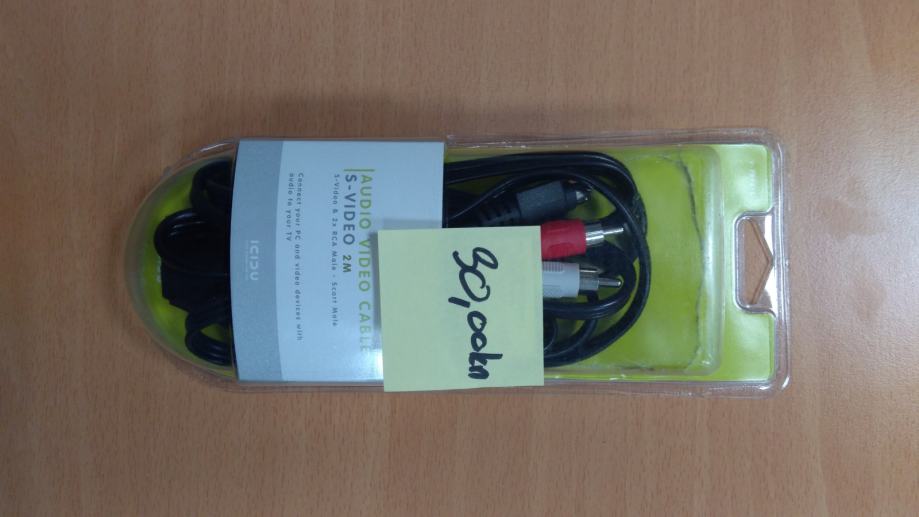 AUDIO VIDEO CABLE
S-VIDEO 2M
S-Video & 2x RCA Male - Scart Male
Connect your PC and video devices with
audio to your TV
ICIDU
30,00kn